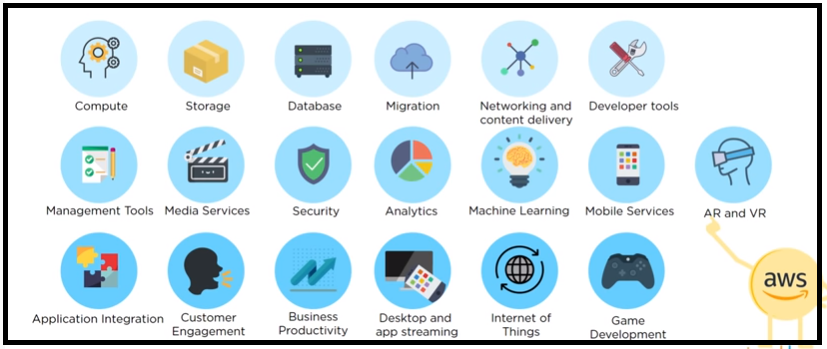 Compute
Storage
Database
Migration
Networking and
content delivery
Developer tools
Management Tools
Media Services
Security
Analytics
Machine Learning
Mobile Services
AR and VR
Application Integration
Customer
Engagement
Business
Productivity
Desktop and
app streaming
Internet of
Things
Game
Development
aws